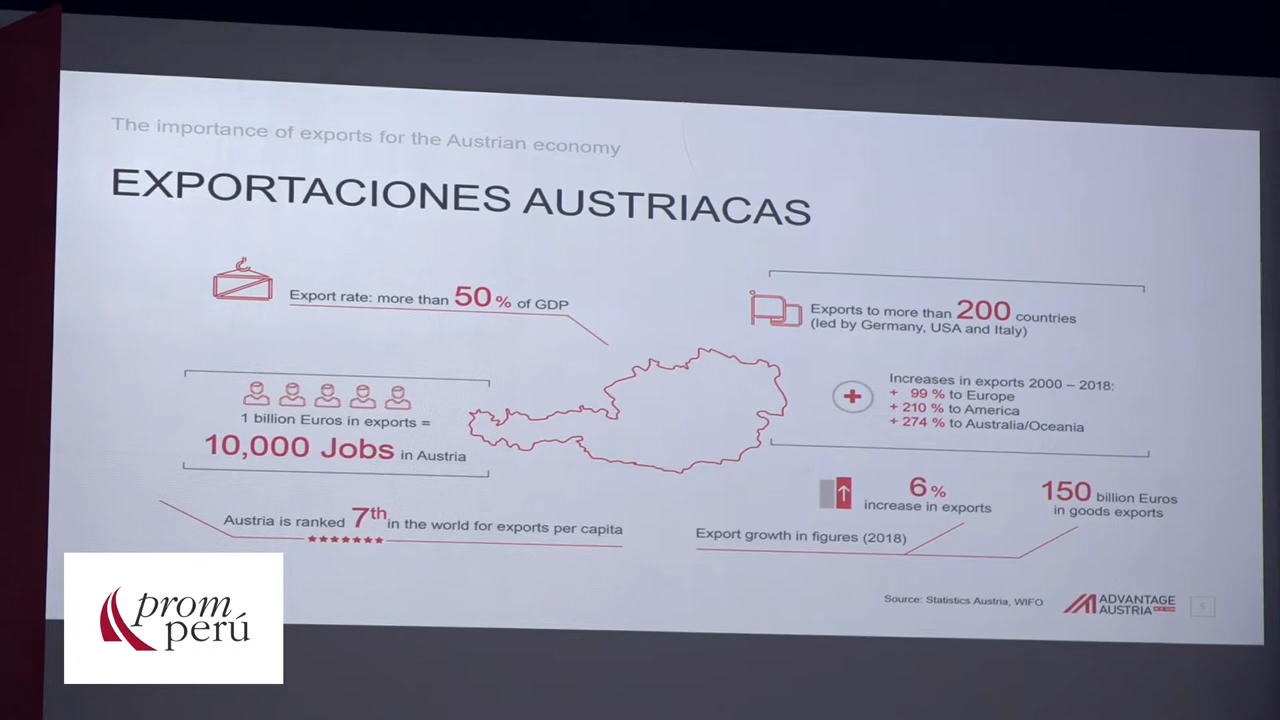 The importance of exports for the Austrian economy
EXPORTACIONES AUSTRIACAS
Export rate: more than 50 % of GDP
Exports to more than 200 countries
(led by Germany, USA and Italy)
1 billion Euros in exports =
10,000 Jobs in Austria
Increases in exports 2000 – 2018:
+ 99 % to Europe
+ 210 % to America
+ 274 % to Australia/Oceania
Austria is ranked 7th in the world for exports per capita
6 %
increase in exports
150 billion Euros
in goods exports
Export growth in figures (2018)
Source: Statistics Austria, WIFO
ADVANTAGE
AUSTRIA
5
prom
perú